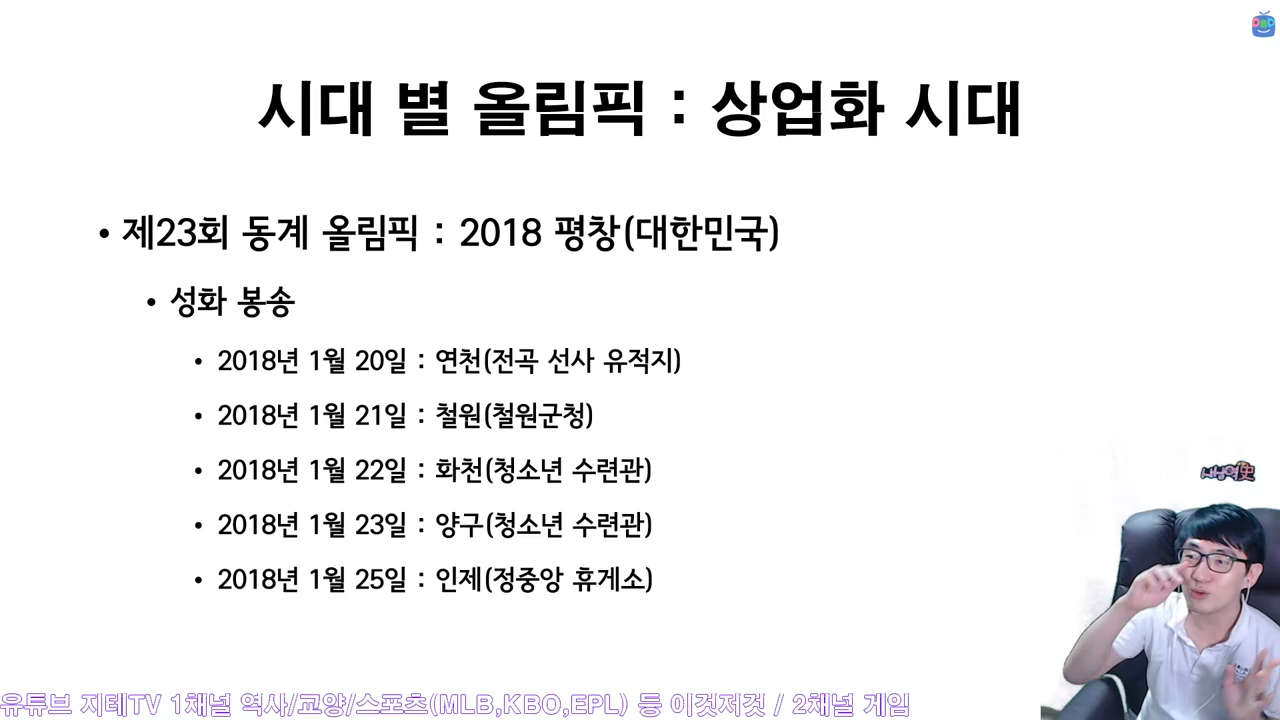 시대 별 올림픽 : 상업화 시대
• 제23회 동계 올림픽 : 2018 평창(대한민국)
• 성화 봉송
• 2018년 1월 20일 : 연천(전곡 선사 유적지)
• 2018년 1월 21일 : 철원(철원군청)
• 2018년 1월 22일 : 화천(청소년 수련관)
• 2018년 1월 23일 : 양구(청소년 수련관)
• 2018년 1월 25일 : 인제(정중앙 휴게소)
유튜브 지테TV 1채널 역사/교양/스포츠(MLB,KBO,EPL) 등 이것저것 / 2채널 게임